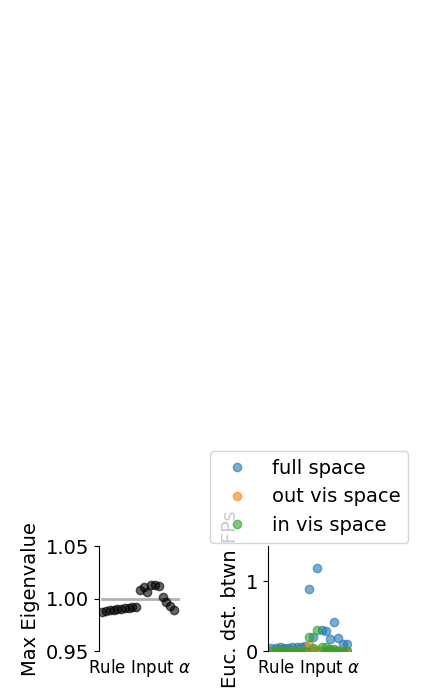 full space
out vis space
in vis space
Max Eigenvalue
1.05
1.00
0.95
Rule Input α
Euc. dst. btwn FPs
1
0
Rule Input α